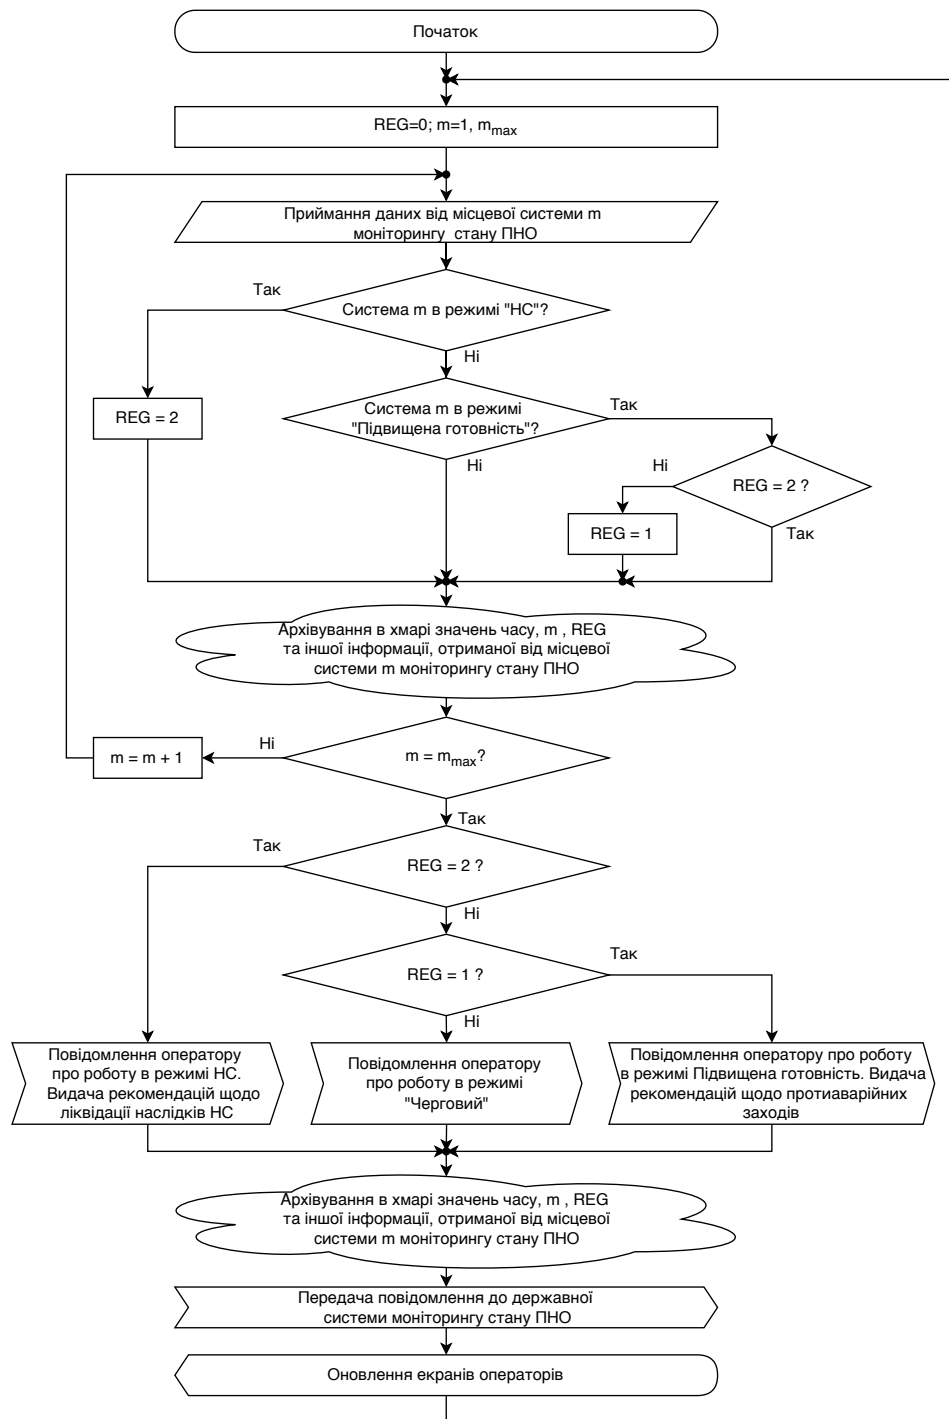 Початок
REG=0; m=1, mmax
Приймання даних від місцевої системи m
моніторингу стану ПНО
Так
Система m в режимі "НС"?
Ні
REG = 2
Система m в режимі
"Підвищена готовність"?
Так
Ні
Ні
REG = 2 ?
REG = 1
Так
Архівування в хмарі значень часу, m , REG
та іншої інформації, отриманої від місцевої
системи m моніторингу стану ПНО
m = m + 1
Ні
m = mmax?
Так
Так
REG = 2 ?
Ні
REG = 1 ?
Так
Ні
Повідомлення оператору
про роботу в режимі НС.
Видача рекомендацій щодо
ліквідації наслідків НС
Повідомлення оператору
про роботу в режимі
"Черговий"
Повідомлення оператору про роботу
в режимі Підвищена готовність. Видача
рекомендацій щодо протиаварійних
заходів
Архівування в хмарі значень часу, m , REG
та іншої інформації, отриманої від місцевої
системи m моніторингу стану ПНО
Передача повідомлення до державної
системи моніторингу стану ПНО
Оновлення екранів операторів